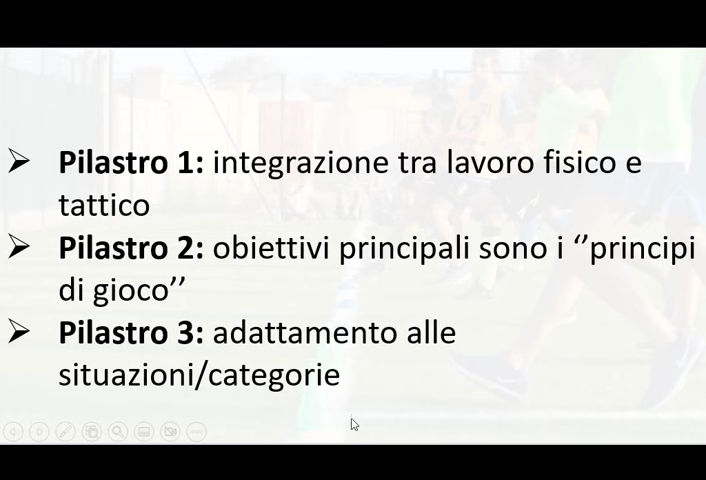 Pilastro 1: integrazione tra lavoro fisico e
tattico
Pilastro 2: obiettivi principali sono i ‘’principi
di gioco’’
Pilastro 3: adattamento alle
situazioni/categorie